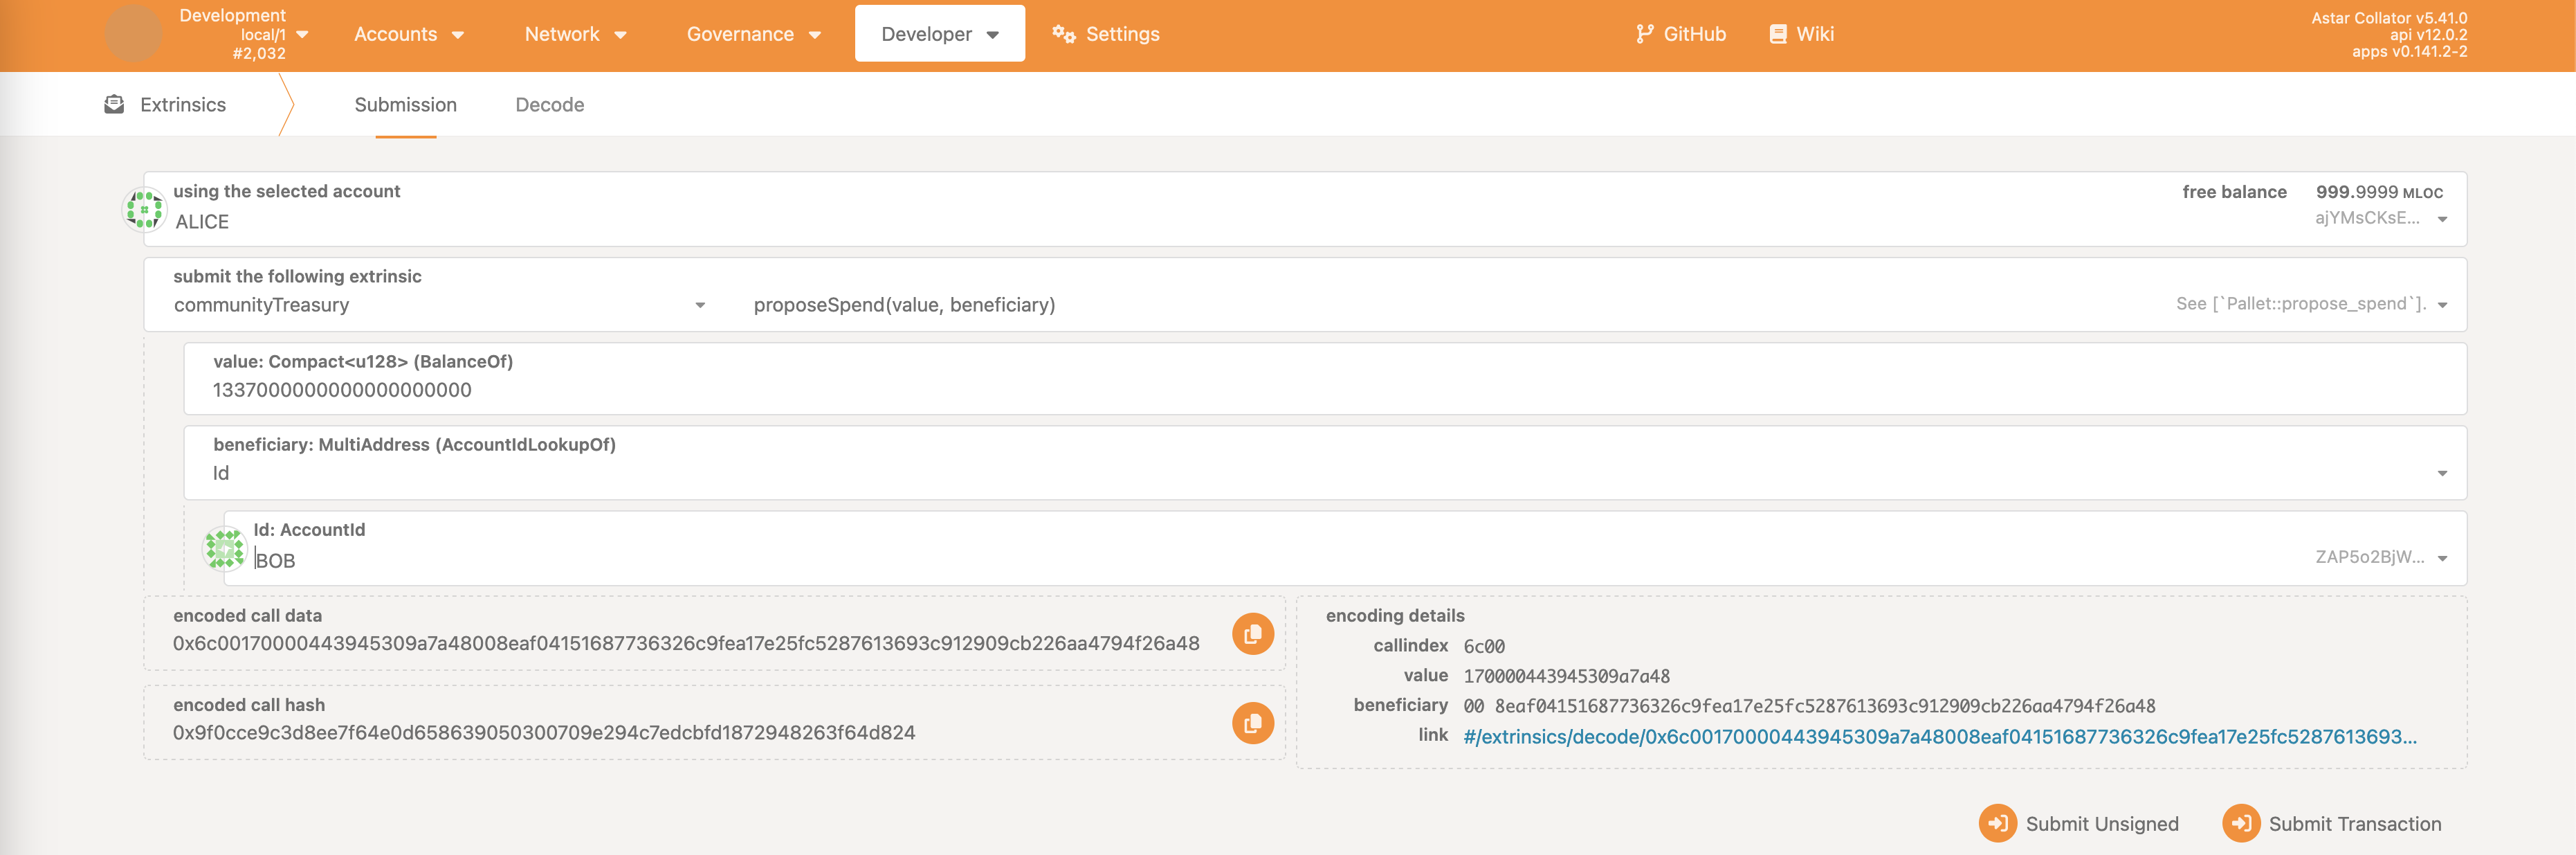 Development
local/1
#2,032
Accounts
Network
Governance
Developer
Settings
GitHub
Wiki
Astar Collator v5.41.0
api v12.0.2
apps v0.141.2-2
Extrinsics
Submission
Decode
using the selected account
ALICE
free balance 999.9999 MLOC
ajYMsCKsE...
submit the following extrinsic
communityTreasury
proposeSpend(value, beneficiary)
See [`Pallet::propose_spend`].
value: Compact<u128> (BalanceOf)
1337000000000000000000
beneficiary: MultiAddress (AccountIdLookupOf)
Id
Id: AccountId
BOB
ZAP5o2BjW...
encoded call data
0x6c00170000443945309a7a48008eaf04151687736326c9fea17e25fc5287613693c912909cb226aa4794f26a48
encoded call hash
0x9f0cce9c3d8ee7f64e0d658639050300709e294c7edcbfd1872948263f64d824
encoding details
callindex 6c00
value 170000443945309a7a48
beneficiary 00 8eaf04151687736326c9fea17e25fc5287613693c912909cb226aa4794f26a48
link #/extrinsics/decode/0x6c00170000443945309a7a48008eaf04151687736326c9fea17e25fc5287613693...
Submit Unsigned
Submit Transaction